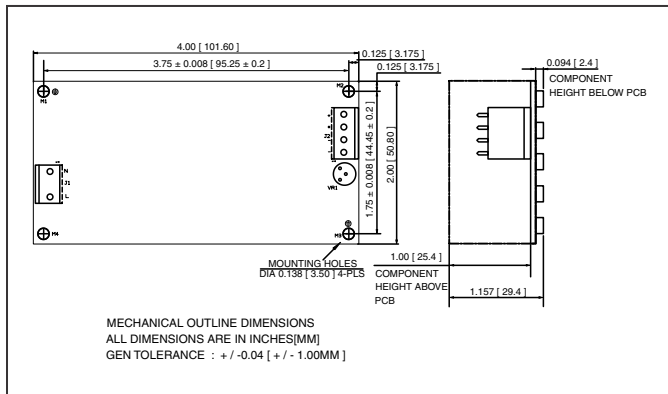 4.00 [ 101.60 ]
0.125 [ 3.175 ]
3.75 ± 0.008 [ 95.25 ± 0.2 ]
0.125 [ 3.175 ]
0.094 [ 2.4 ]
COMPONENT
HEIGHT BELOW PCB
M1
M2
J2
L
1.75 ± 0.008 [ 44.45 ± 0.2 ]
2.00 [ 50.80 ]
N
J1
L
VR1
M4
M3
MOUNTING HOLES
DIA 0.138 [ 3.50 ] 4-PLS
1.00 [ 25.4 ]
COMPONENT
HEIGHT ABOVE
PCB
1.157 [ 29.4 ]
MECHANICAL OUTLINE DIMENSIONS
ALL DIMENSIONS ARE IN INCHES[MM]
GEN TOLERANCE : + / -0.04 [ + / - 1.00MM ]